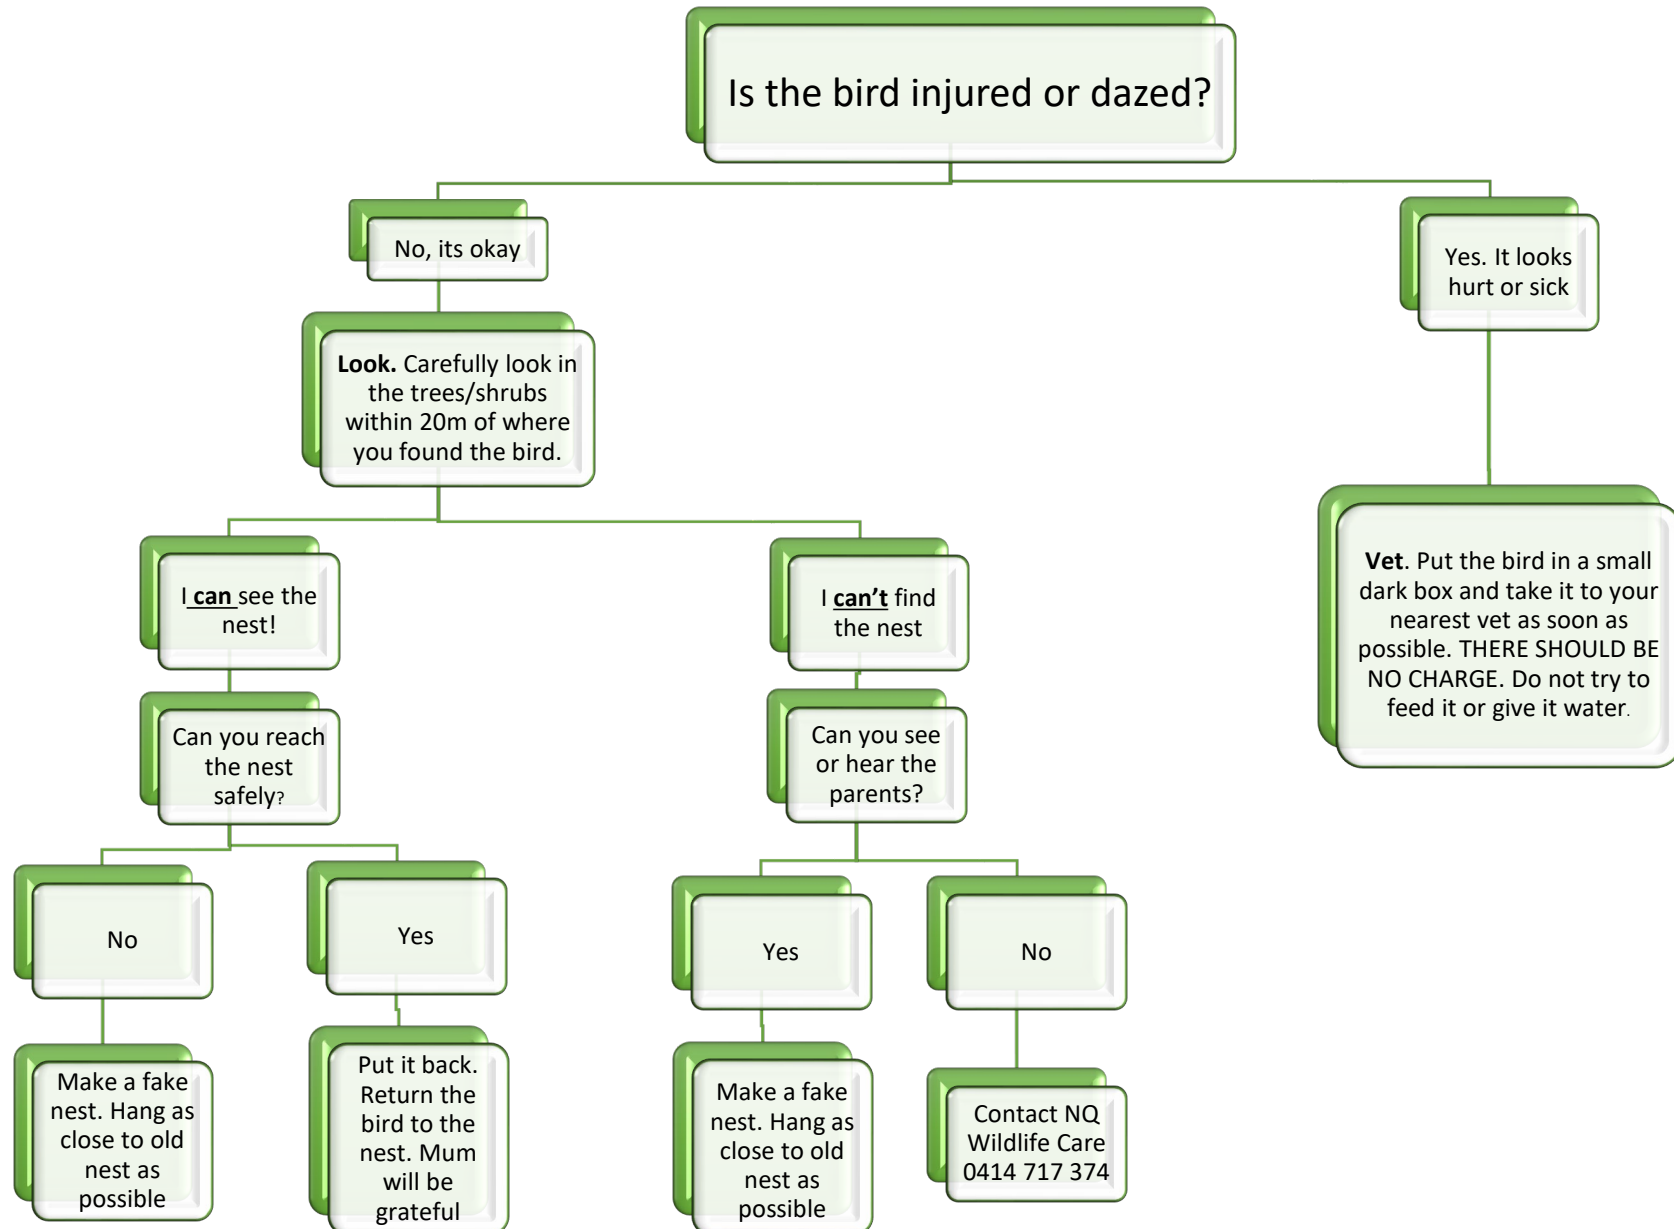 Is the bird injured or dazed?
No, its okay
Yes. It looks
hurt or sick
Look. Carefully look in
the trees/shrubs
within 20m of where
you found the bird.
Vet. Put the bird in a small
dark box and take it to your
nearest vet as soon as
possible. THERE SHOULD BE
NO CHARGE. Do not try to
feed it or give it water.
I can see the
nest!
I can't find
the nest
Can you reach
the nest
safely?
Can you see
or hear the
parents?
No
Yes
Yes
No
Make a fake
nest. Hang as
close to old
nest as
possible
Put it back.
Return the
bird to the
nest. Mum
will be
grateful
Make a fake
nest. Hang as
close to old
nest as
possible
Contact NQ
Wildlife Care
0414 717 374